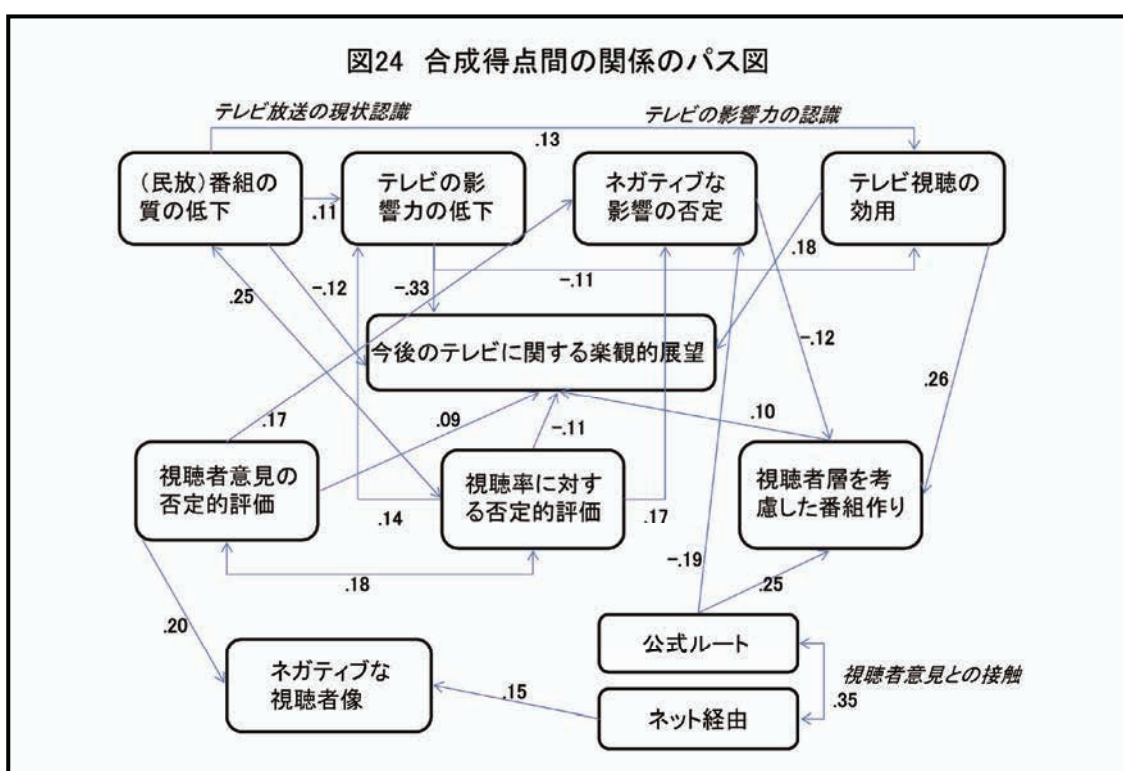 図24 合成得点間の関係のパス図
テレビ放送の現状認識
テレビの影響力の認識
.13
(民放)番組の
質の低下
.11
テレビの影
響力の低下
ネガティブな
影響の否定
テレビ視聴の
効用
.25
-.12
-.33
-.11
.18
今後のテレビに関する楽観的展望
-.12
.26
.17
.09
-.11
.10
視聴者意見の
否定的評価
.14
視聴率に対す
る否定的評価
.17
視聴者層を考
慮した番組作り
.18
-.19
.25
.20
ネガティブな
視聴者像
.15
公式ルート
ネット経由
視聴者意見との接触
.35